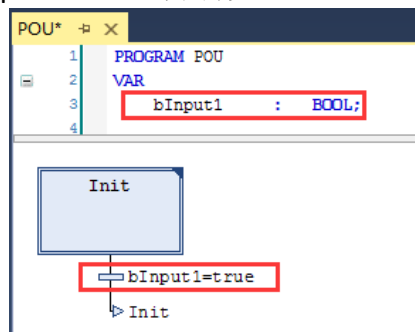 POU*
1 PROGRAM POU
2 VAR
3 bInput1 : BOOL;
4
Init
bInput1=true
Init